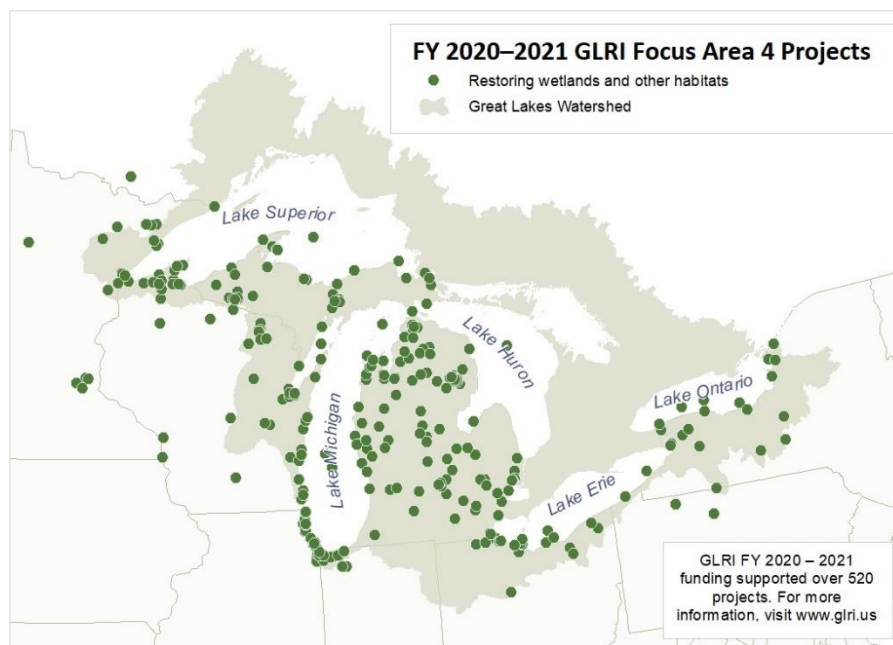 FY 2020–2021 GLRI Focus Area 4 Projects
Restoring wetlands and other habitats
Great Lakes Watershed
Lake Superior
Lake Huron
Lake Michigan
Lake Ontario
Lake Erie
GLRI FY 2020 – 2021
funding supported over 520
projects. For more
information, visit www.glri.us